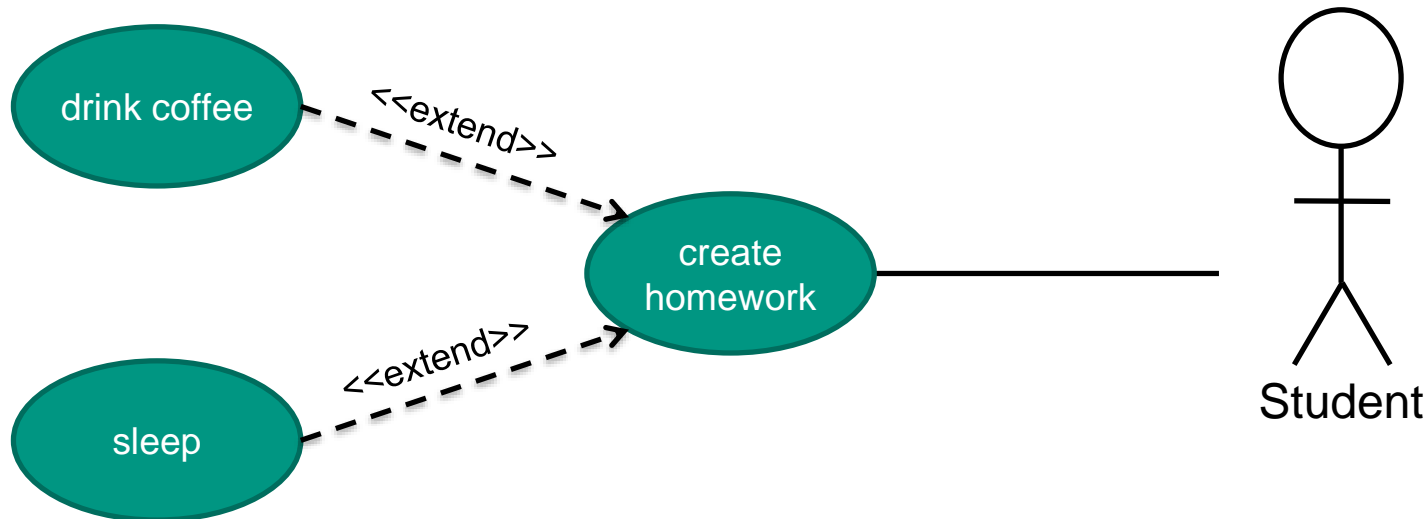 drink coffee
<<extend>>
create
homework
<<extend>>
sleep
Student